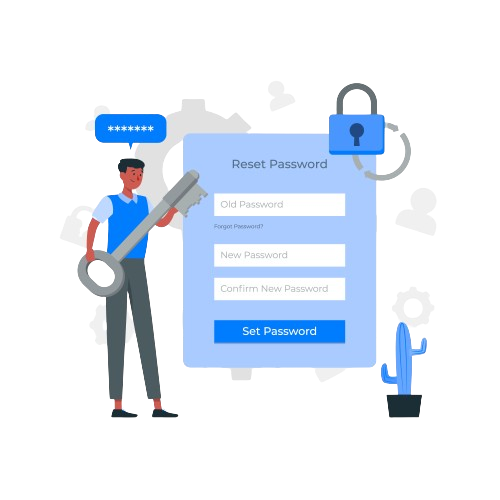 *******
Reset Password
Old Password
Forgot Password?
New Password
Confirm New Password
Set Password